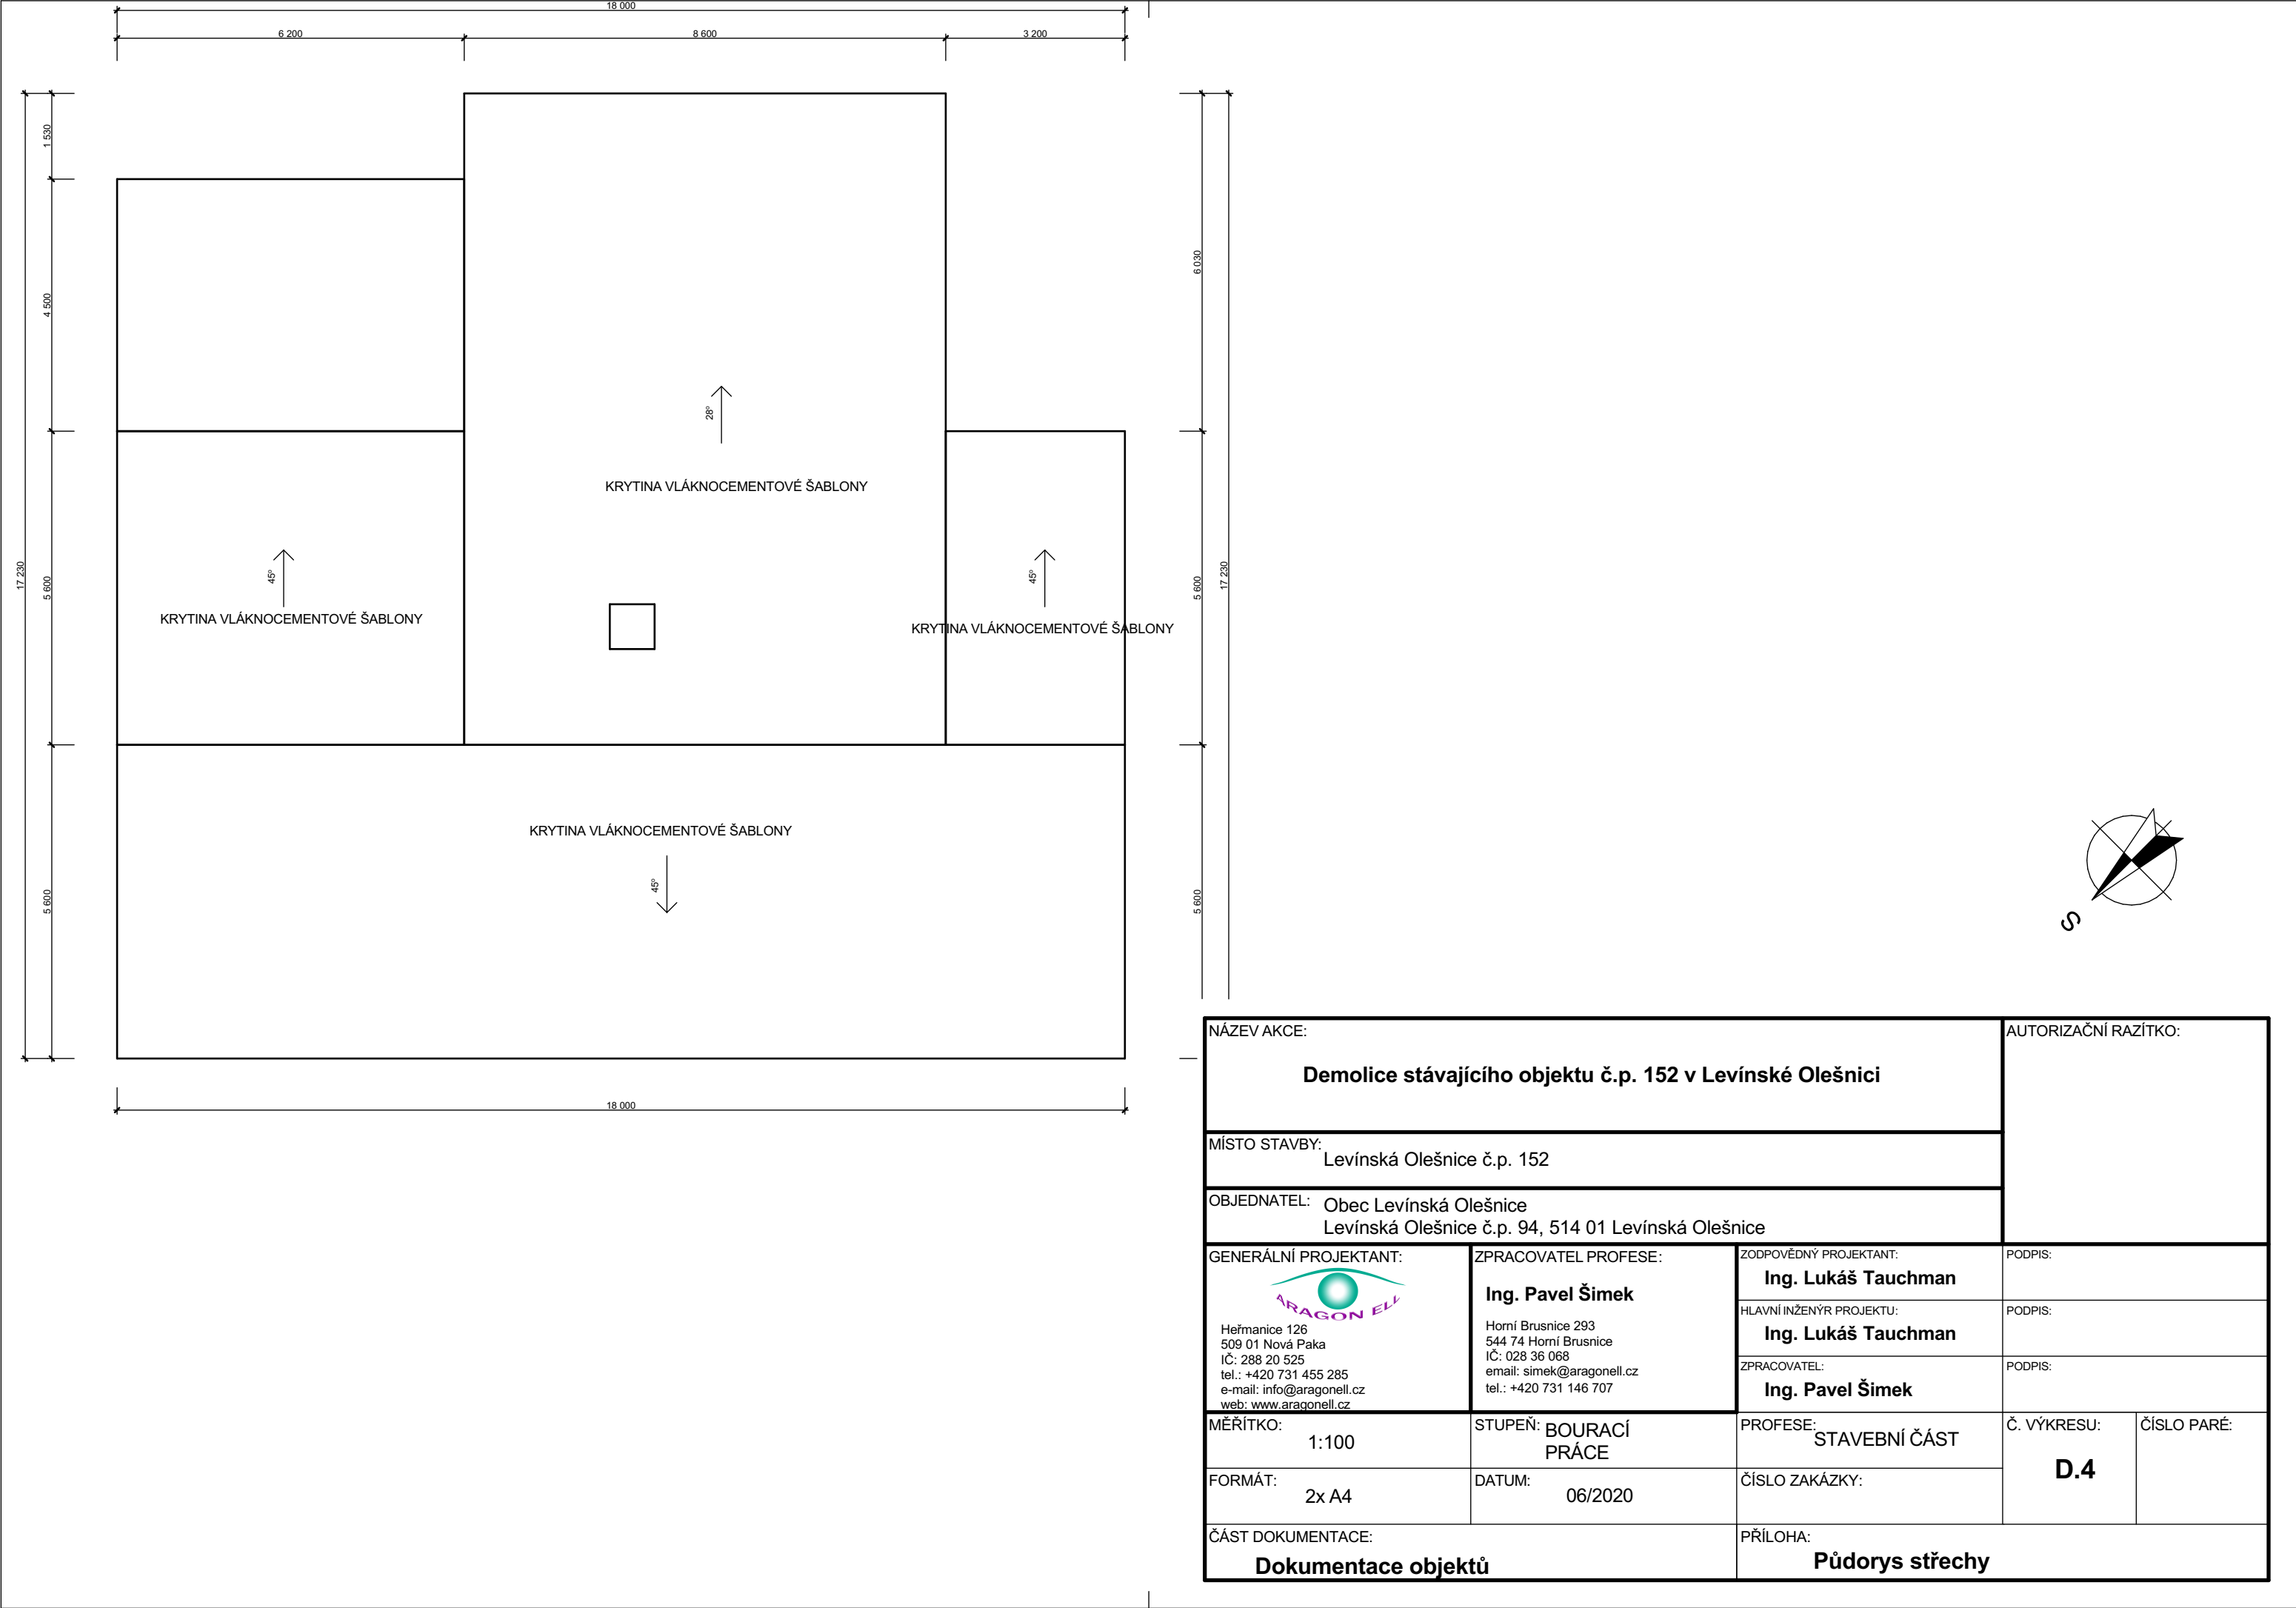 18 000
6 200
8 600
3 200
1 530
4 500
5 600
5 600
17 230
6 030
5 600
5 600
17 230
28°
KRYTINA VLÁKNOCEMENTOVÉ ŠABLONY
45°
KRYTINA VLÁKNOCEMENTOVÉ ŠABLONY
45°
KRYTINA VLÁKNOCEMENTOVÉ ŠABLONY
KRYTINA VLÁKNOCEMENTOVÉ ŠABLONY
45°
18 000
S
NÁZEV AKCE:
Demolice stávajícího objektu č.p. 152 v Levínské Olešnici
AUTORIZAČNÍ RAZÍTKO:
MÍSTO STAVBY:
Levínská Olešnice č.p. 152
OBJEDNATEL:
Obec Levínská Olešnice
Levínská Olešnice č.p. 94, 514 01 Levínská Olešnice
GENERÁLNÍ PROJEKTANT:
ARAGON ELL
Heřmanice 126
509 01 Nová Paka
IČ: 288 20 525
tel.: +420 731 455 285
e-mail: info@aragonell.cz
web: www.aragonell.cz
ZPRACOVATEL PROFESE:
Ing. Pavel Šimek
Horní Brusnice 293
544 74 Horní Brusnice
IČ: 028 36 068
email: simek@aragonell.cz
tel.: +420 731 146 707
ZODPOVĚDNÝ PROJEKTANT:
Ing. Lukáš Tauchman
PODPIS:
HLAVNÍ INŽENÝR PROJEKTU:
Ing. Lukáš Tauchman
PODPIS:
ZPRACOVATEL:
Ing. Pavel Šimek
PODPIS:
MĚŘÍTKO:
1:100
STUPEŇ:
BOURACÍ
PRÁCE
PROFESE:
STAVEBNÍ ČÁST
Č. VÝKRESU:
D.4
ČÍSLO PARÉ:
FORMÁT:
2x A4
DATUM:
06/2020
ČÍSLO ZAKÁZKY:
ČÁST DOKUMENTACE:
Dokumentace objektů
PŘÍLOHA:
Půdorys střechy